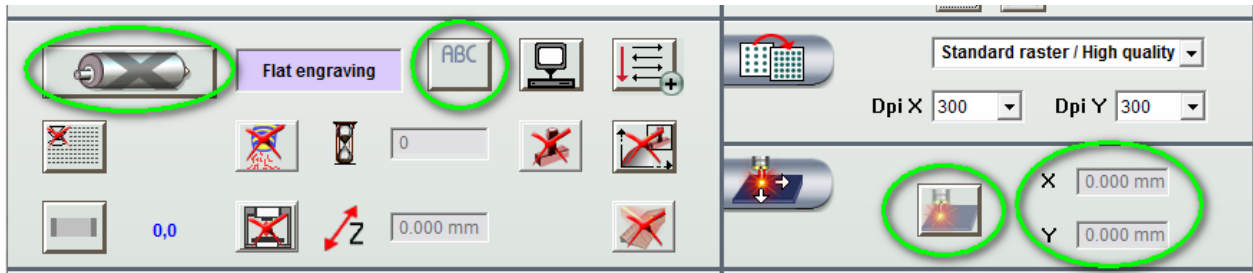 Flat engraving
ABC
0
0,0
Z
0.000 mm
Standard raster / High quality
Dpi X 300 Dpi Y 300
X 0.000 mm
Y 0.000 mm